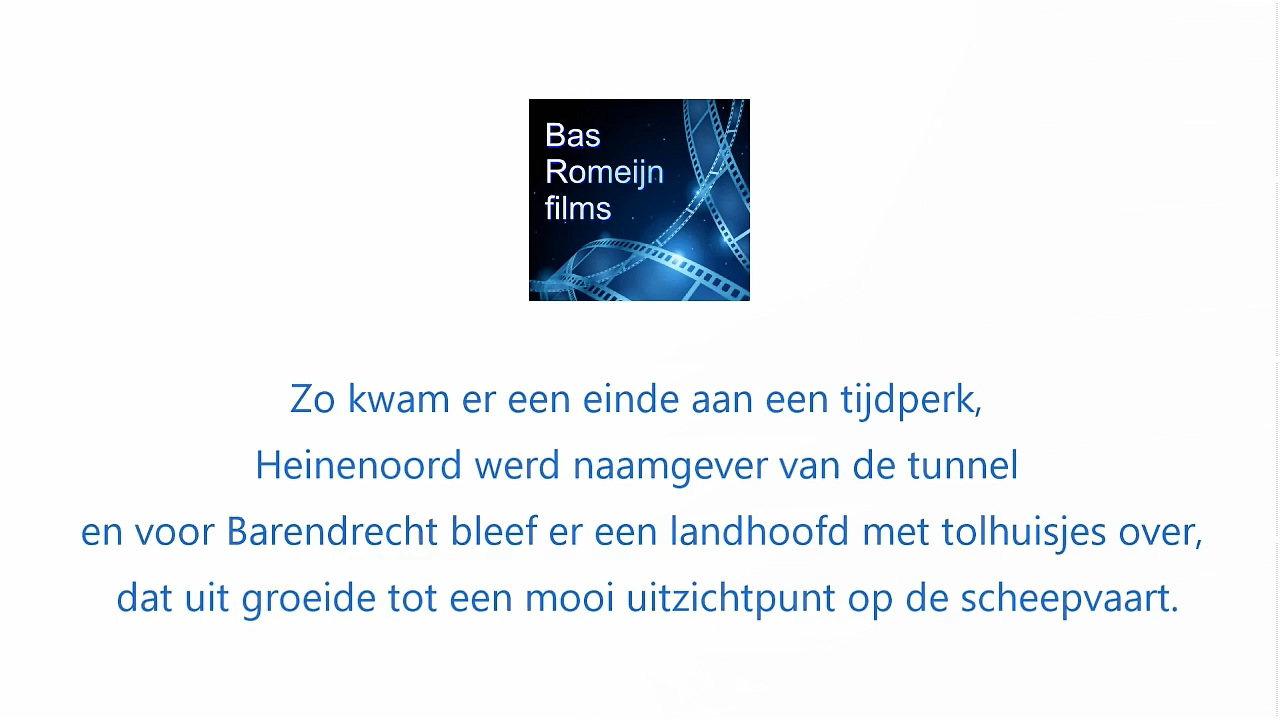 Bas
Romeijn
films
Zo kwam er een einde aan een tijdperk,
Heinenoord werd naamgever van de tunnel
en voor Barendrecht bleef er een landhoofd met tolhuisjes over,
dat uit groeide tot een mooi uitzichtpunt op de scheepvaart.